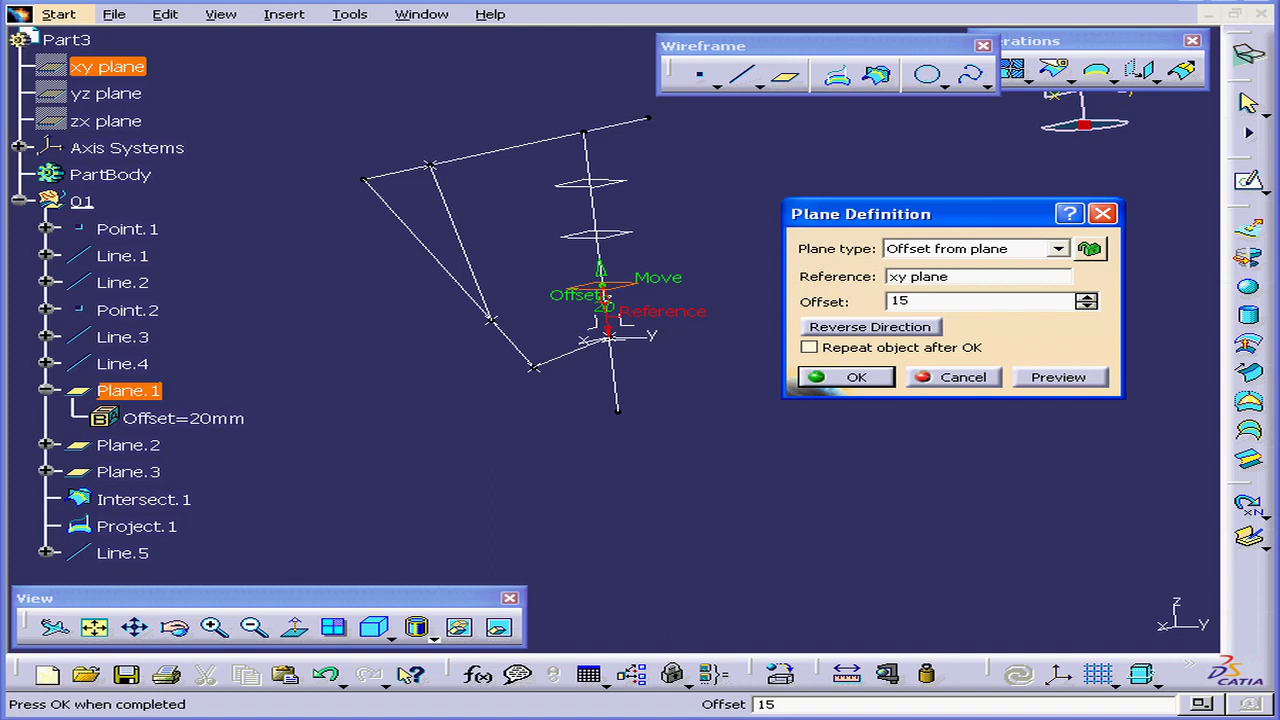 Start File Edit View Insert Tools Window Help
Part3
xy plane
yz plane
zx plane
Axis Systems
PartBody
01
Point.1
Line.1
Line.2
Point.2
Line.3
Line.4
Plane.1
Offset=20mm
Plane.2
Plane.3
Intersect.1
Project.1
Line.5
Wireframe
erations
Move
Offset
20
Reference
x
Y
Plane Definition
Plane type: Offset from plane
Reference: xy plane
Offset: 15
Reverse Direction
Repeat object after OK
OK Cancel Preview
View
z
x Y
f(x)
CATIA
Press OK when completed
Offset 15